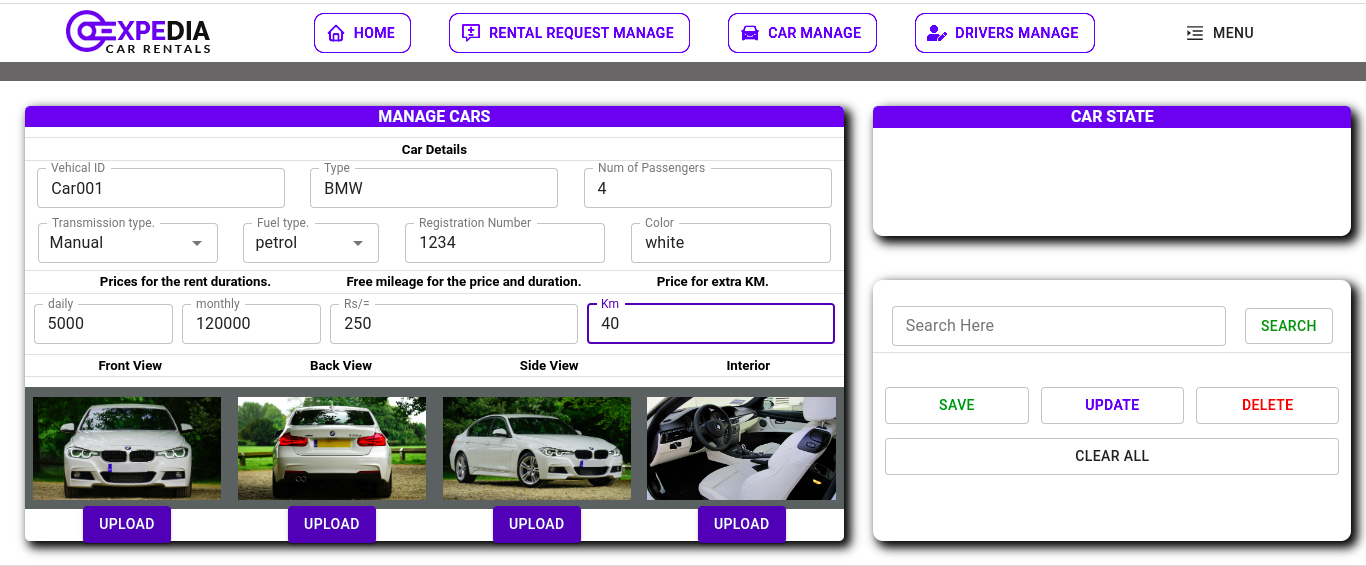 EXPEDIA
CAR RENTALS
HOME
RENTAL REQUEST MANAGE
CAR MANAGE
DRIVERS MANAGE
MENU
MANAGE CARS
Car Details
Vehical ID
Car001
Type
BMW
Num of Passengers
4
Transmission type.
Manual
Fuel type.
petrol
Registration Number
1234
Color
white
Prices for the rent durations.
Free mileage for the price and duration.
Price for extra KM.
daily
5000
monthly
120000
Rs/=
250
Km
40
Front View
Back View
Side View
Interior
UPLOAD
UPLOAD
UPLOAD
UPLOAD
CAR STATE
Search Here
SEARCH
SAVE
UPDATE
DELETE
CLEAR ALL